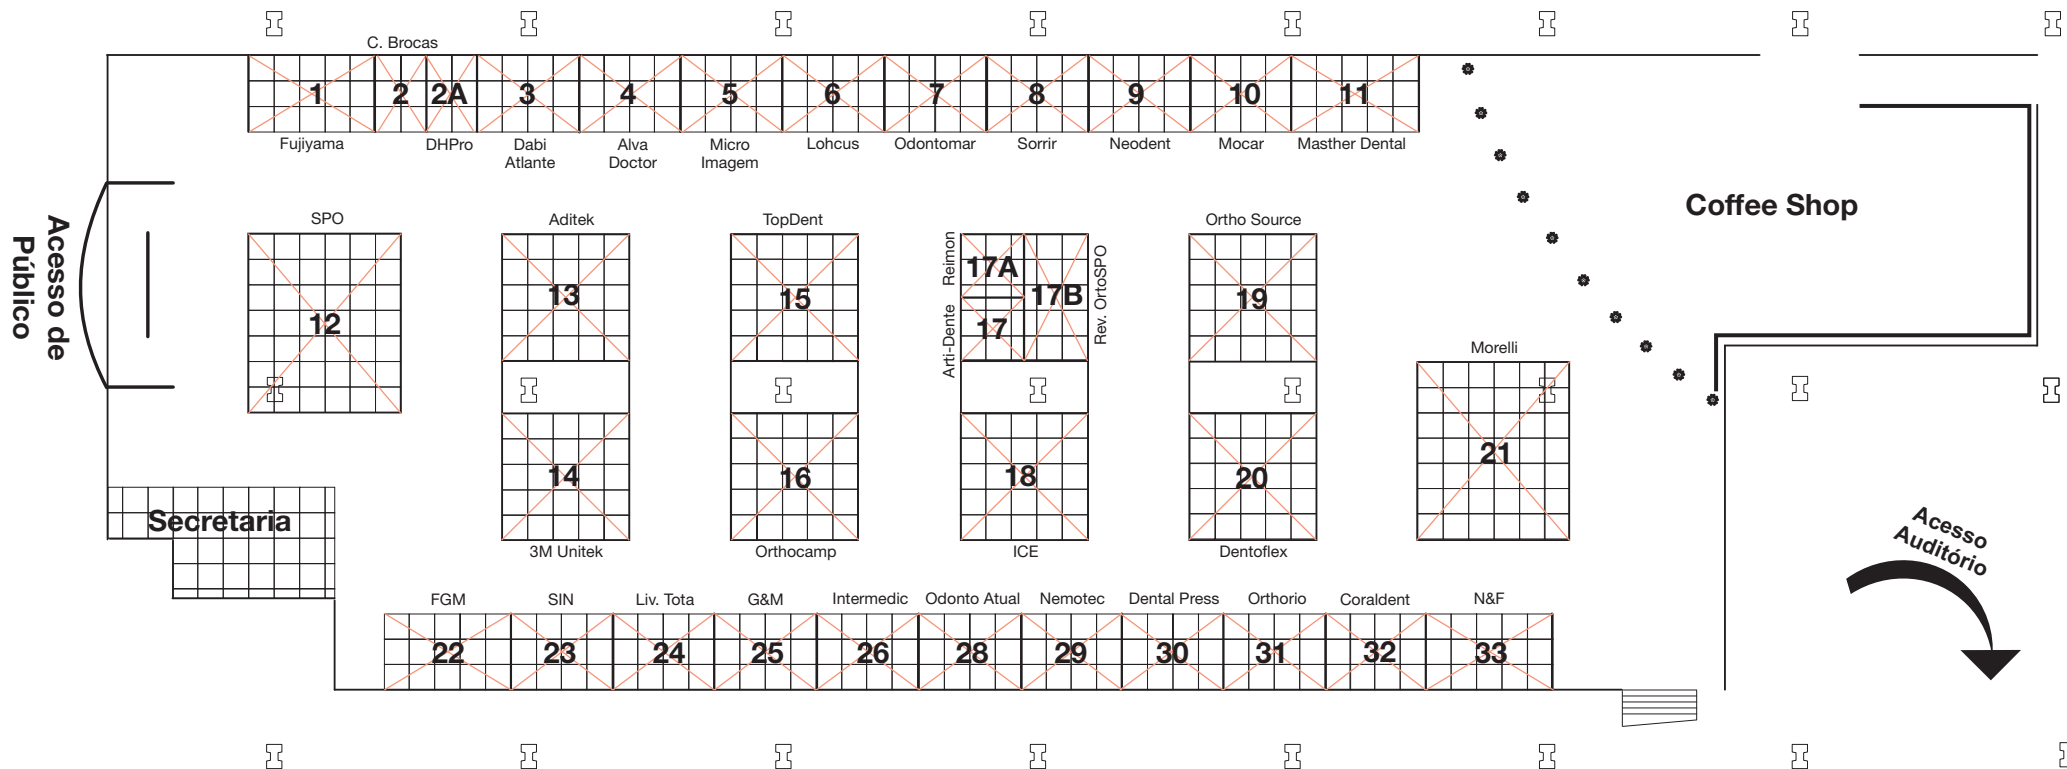 C. Brocas
1
2
2A
3
4
5
6
7
8
9
10
11
Fujiyama
DHPro
Dabi
Atlante
Alva
Doctor
Micro
Imagem
Lohcus
Odontomar
Sorrir
Neodent
Mocar
Masther Dental
Coffee Shop
Acesso de
Público
SPO
12
Aditek
13
TopDent
15
Reimon
17A
Arti-Dente
17
17B
Rev. OrtoSPO
Ortho Source
19
Morelli
21
14
3M Unitek
16
Orthocamp
18
ICE
20
Dentoflex
Secretaria
Acesso
Auditório
FGM
SIN
Liv. Tota
G&M
Intermedic
Odonto Atual
Nemotec
Dental Press
Orthorio
Coraldent
N&F
22
23
24
25
26
28
29
30
31
32
33